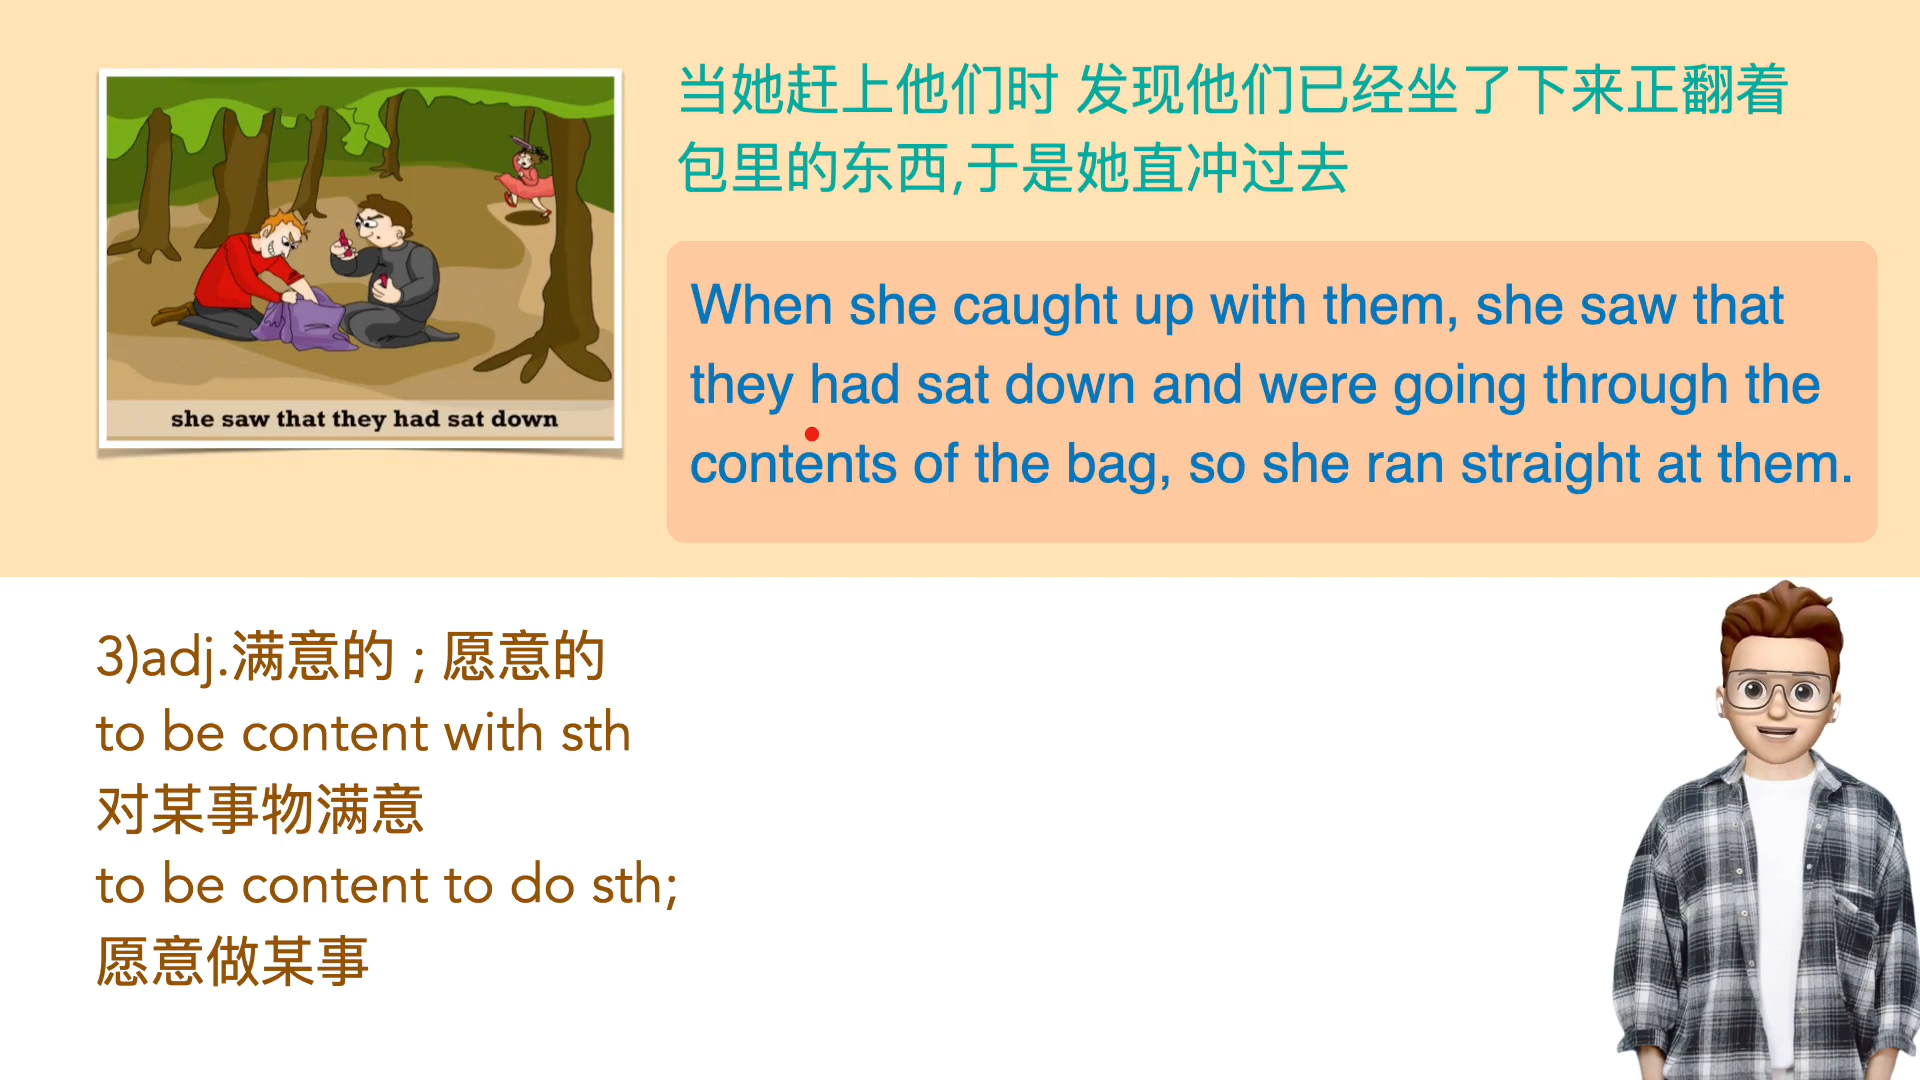 当她赶上他们时 发现他们已经坐了下来正翻着
包里的东西,于是她直冲过去
she saw that they had sat down
When she caught up with them, she saw that
they had sat down and were going through the
contents of the bag, so she ran straight at them.
3)adj.满意的 ; 愿意的
to be content with sth
对某事物满意
to be content to do sth;
愿意做某事